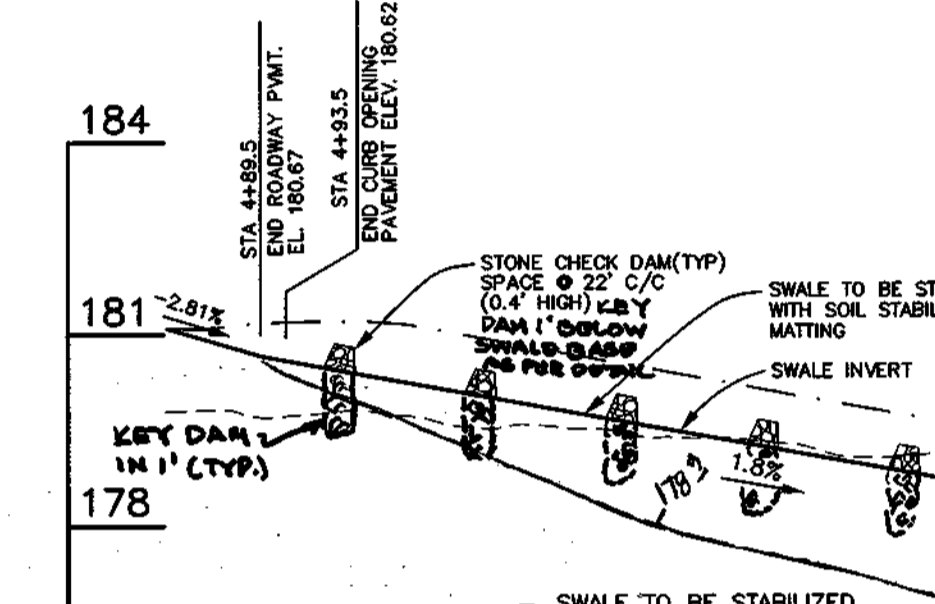 184
181
178
STA 4+89.5
END ROADWAY PVMT.
EL. 180.67
STA 4+93.5
END CURB OPENING
PAVEMENT ELEV. 180.62
-2.81%
STONE CHECK DAM(TYP)
SPACE @ 22' C/C
(0.4' HIGH) KEY
DAM 1' BELOW
SWALE BASE
AS PER DETAIL
SWALE TO BE ST
WITH SOIL STABIL
MATTING
SWALE INVERT
KEY DAM
IN 1' (TYP.)
1.8%
SWALE TO BE STABILIZED